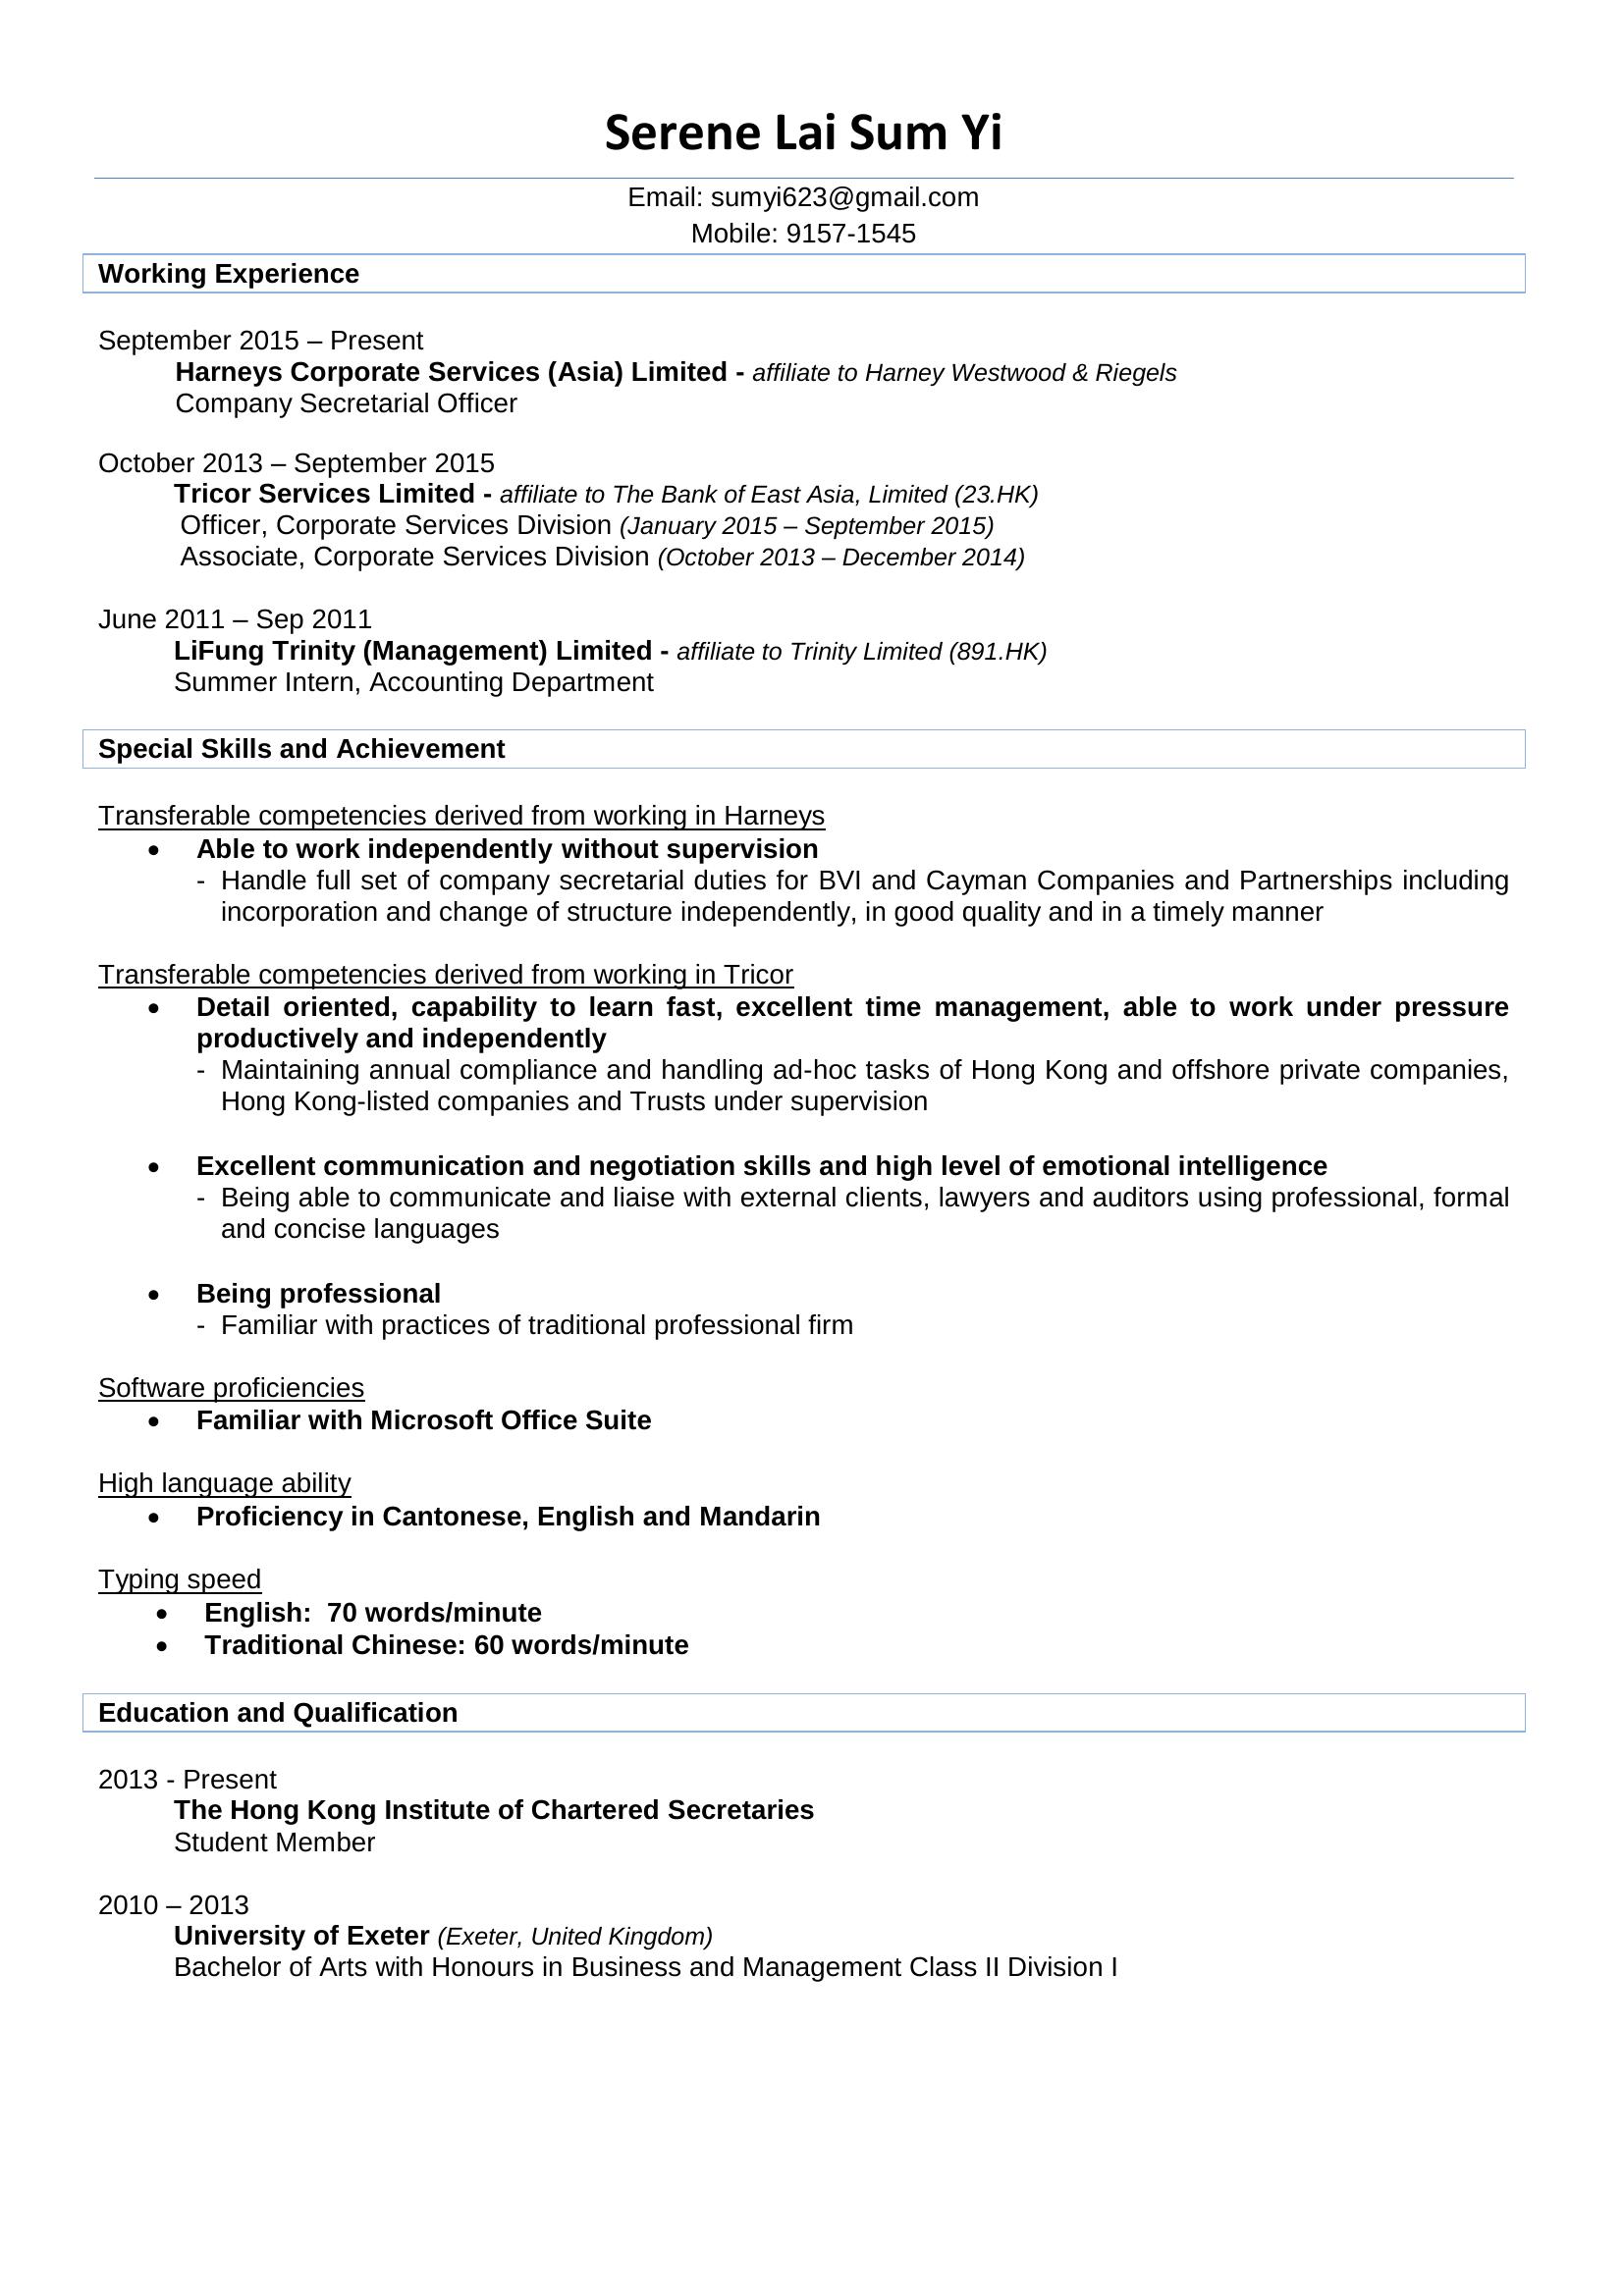 Serene Lai Sum Yi
Email: sumyi623@gmail.com
Mobile: 9157-1545
Working Experience
September 2015 – Present
Harneys Corporate Services (Asia) Limited - affiliate to Harney Westwood & Riegels
Company Secretarial Officer
October 2013 – September 2015
Tricor Services Limited - affiliate to The Bank of East Asia, Limited (23.HK)
Officer, Corporate Services Division (January 2015 – September 2015)
Associate, Corporate Services Division (October 2013 – December 2014)
June 2011 – Sep 2011
LiFung Trinity (Management) Limited - affiliate to Trinity Limited (891.HK)
Summer Intern, Accounting Department
Special Skills and Achievement
Transferable competencies derived from working in Harneys
• Able to work independently without supervision
- Handle full set of company secretarial duties for BVI and Cayman Companies and Partnerships including
incorporation and change of structure independently, in good quality and in a timely manner
Transferable competencies derived from working in Tricor
• Detail oriented, capability to learn fast, excellent time management, able to work under pressure
productively and independently
- Maintaining annual compliance and handling ad-hoc tasks of Hong Kong and offshore private companies,
Hong Kong-listed companies and Trusts under supervision
• Excellent communication and negotiation skills and high level of emotional intelligence
- Being able to communicate and liaise with external clients, lawyers and auditors using professional, formal
and concise languages
• Being professional
- Familiar with practices of traditional professional firm
Software proficiencies
• Familiar with Microsoft Office Suite
High language ability
• Proficiency in Cantonese, English and Mandarin
Typing speed
• English:  70 words/minute
• Traditional Chinese: 60 words/minute
Education and Qualification
2013 - Present
The Hong Kong Institute of Chartered Secretaries
Student Member
2010 – 2013
University of Exeter (Exeter, United Kingdom)
Bachelor of Arts with Honours in Business and Management Class II Division I